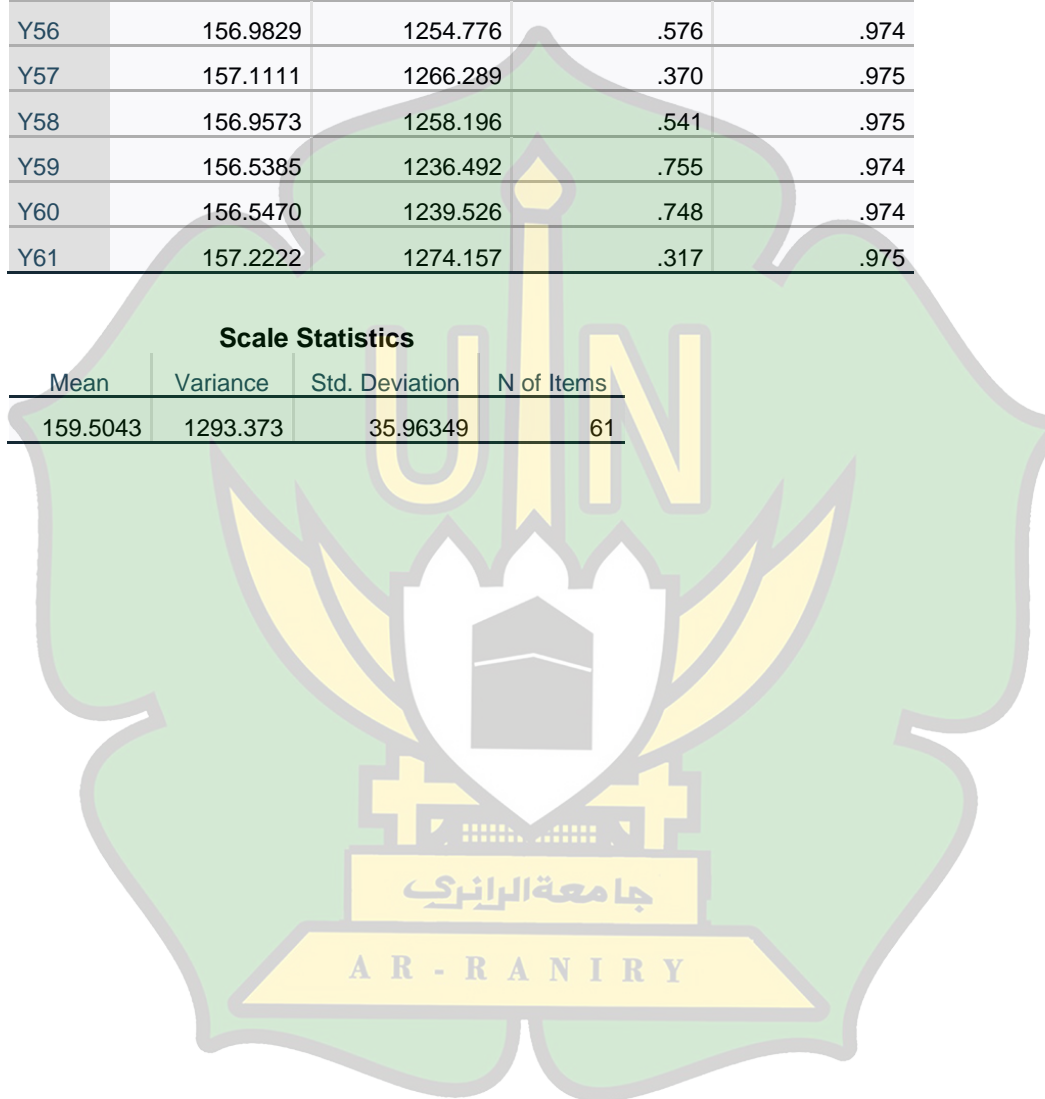 Y56 156.9829 1254.776 .576 .974
Y57 157.1111 1266.289 .370 .975
Y58 156.9573 1258.196 .541 .975
Y59 156.5385 1236.492 .755 .974
Y60 156.5470 1239.526 .748 .974
Y61 157.2222 1274.157 .317 .975
Scale Statistics
Mean Variance Std. Deviation N of Items
159.5043 1293.373 35.96349 61
UIN
جامعة الرانري
AR-RANIRY